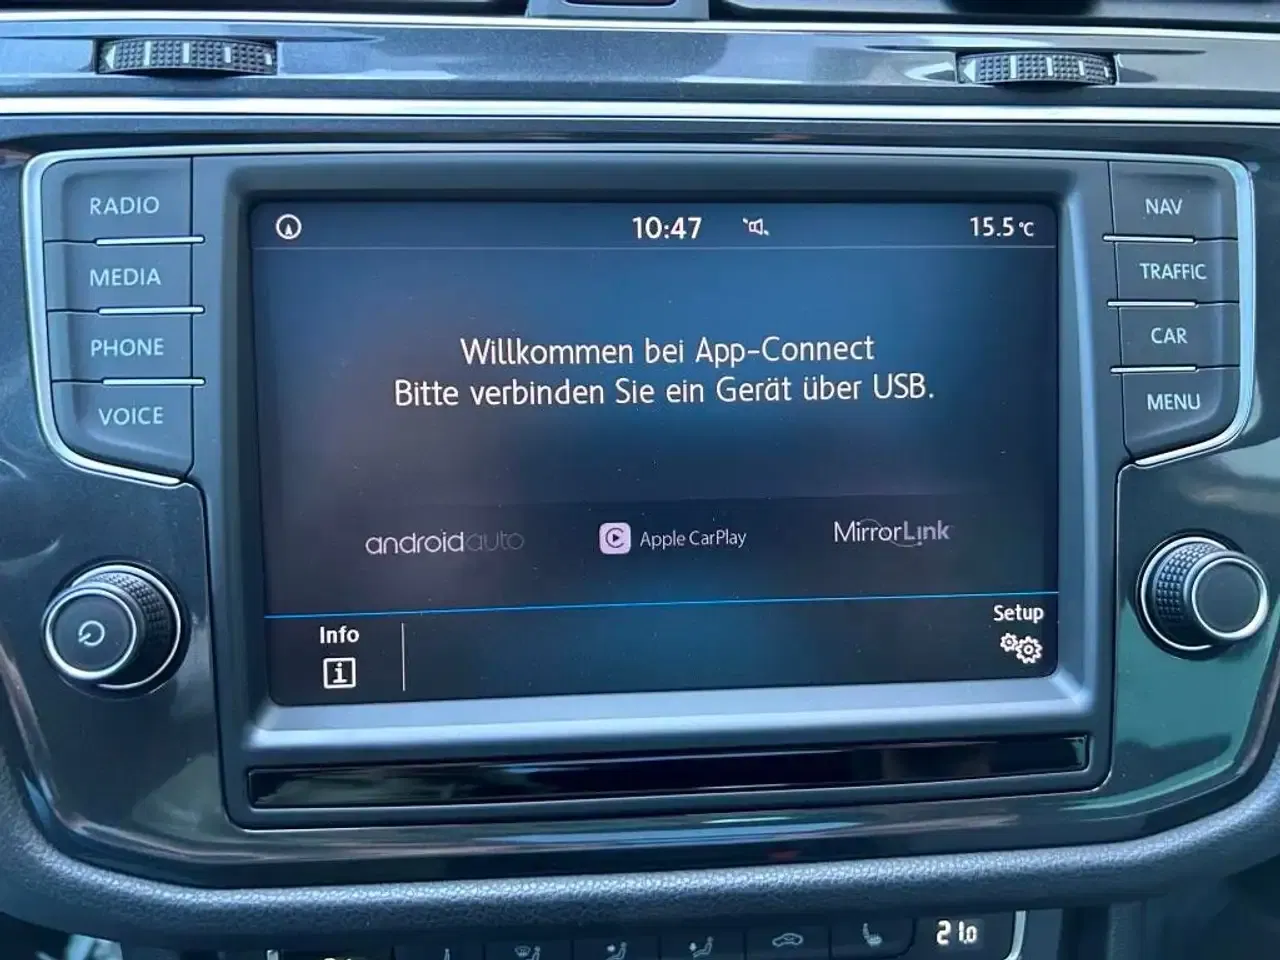 RADIO
MEDIA
PHONE
VOICE
10:47
15.5 °C
Willkommen bei App-Connect
Bitte verbinden Sie ein Gerät über USB.
androidauto
Apple CarPlay
MirrorLink
Info
i
Setup
NAV
TRAFFIC
CAR
MENU
21.0